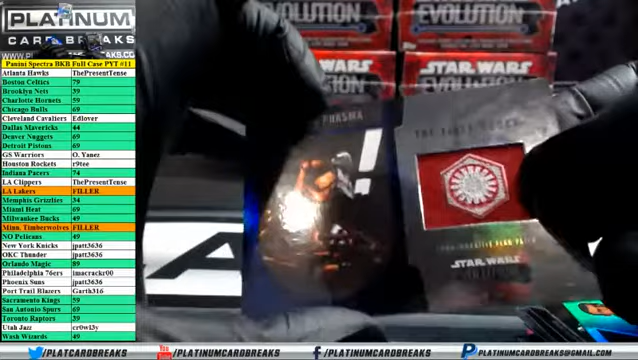 PLATINUM
CARD BREAKS
Panini Spectra BKB Full Case PYT #11
Atlanta Hawks ThePresentTense
Boston Celtics 79
Brooklyn Nets 39
Charlotte Hornets 59
Chicago Bulls 69
Cleveland Cavaliers Edlover
Dallas Mavericks 44
Denver Nuggets 69
Detroit Pistons 69
GS Warriors O. Yanez
Houston Rockets r9tee
Indiana Pacers 74
LA Clippers ThePresentTense
LA Lakers FILLER
Memphis Grizzlies 34
Miami Heat 69
Milwaukee Bucks 49
Minn. Timberwolves FILLER
NO Pelicans 49
New York Knicks jpatt3636
OKC Thunder jpatt3636
Orlando Magic 89
Philadelphia 76ers imacrackr00
Phoenix Suns jpatt3636
Port Trail Blazers Garth316
Sacramento Kings 59
San Antonio Spurs 69
Toronto Raptors 39
Utah Jazz cr0wl3y
Wash Wizards 49
EVOLUTION
EVOLUTION
STAR WARS
STAR WARS
EVOLUTION
PHASMA
THE FIRST ORDER
STAR WARS
/PLATCARDBREAKS
/PLATINUMCARDBREAKS
/PLATINUMCARDBREAKS
PLATINUMCARDBREAKS@GMAIL.COM